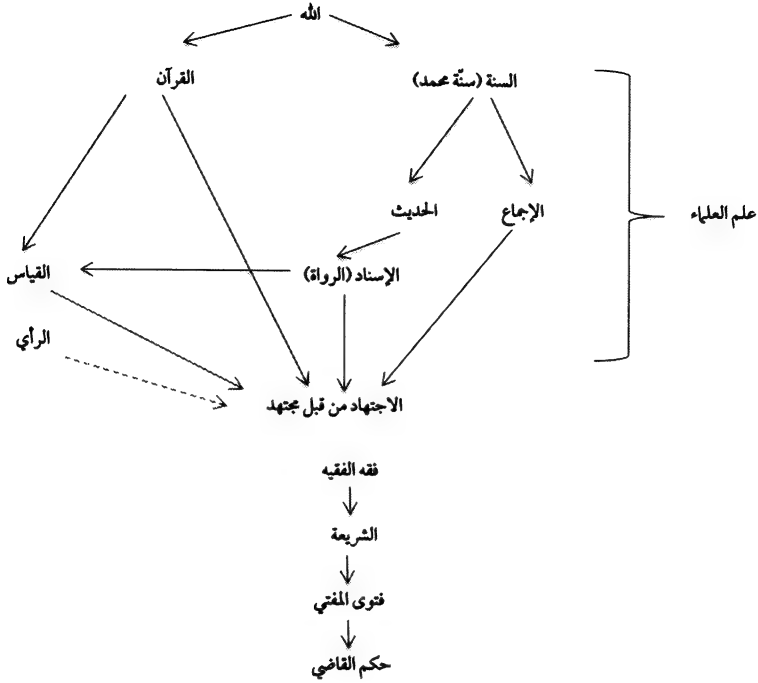 الله
القرآن
السنة (سنّة محمد)
الحديث
الإجماع
علم العلماء
القياس
الإسناد (الرواة)
الرأي
الاجتهاد من قبل مجتهد
فقه الفقيه
الشريعة
فتوى المفتي
حكم القاضي